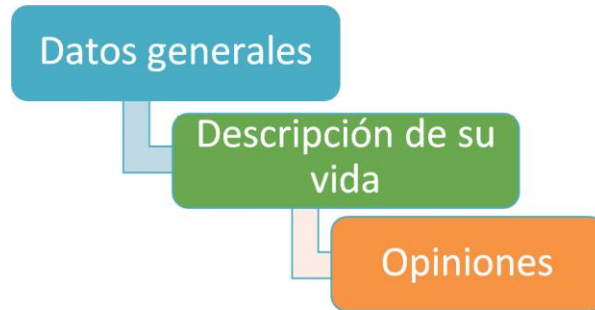 Datos generales
Descripción de su
vida
Opiniones